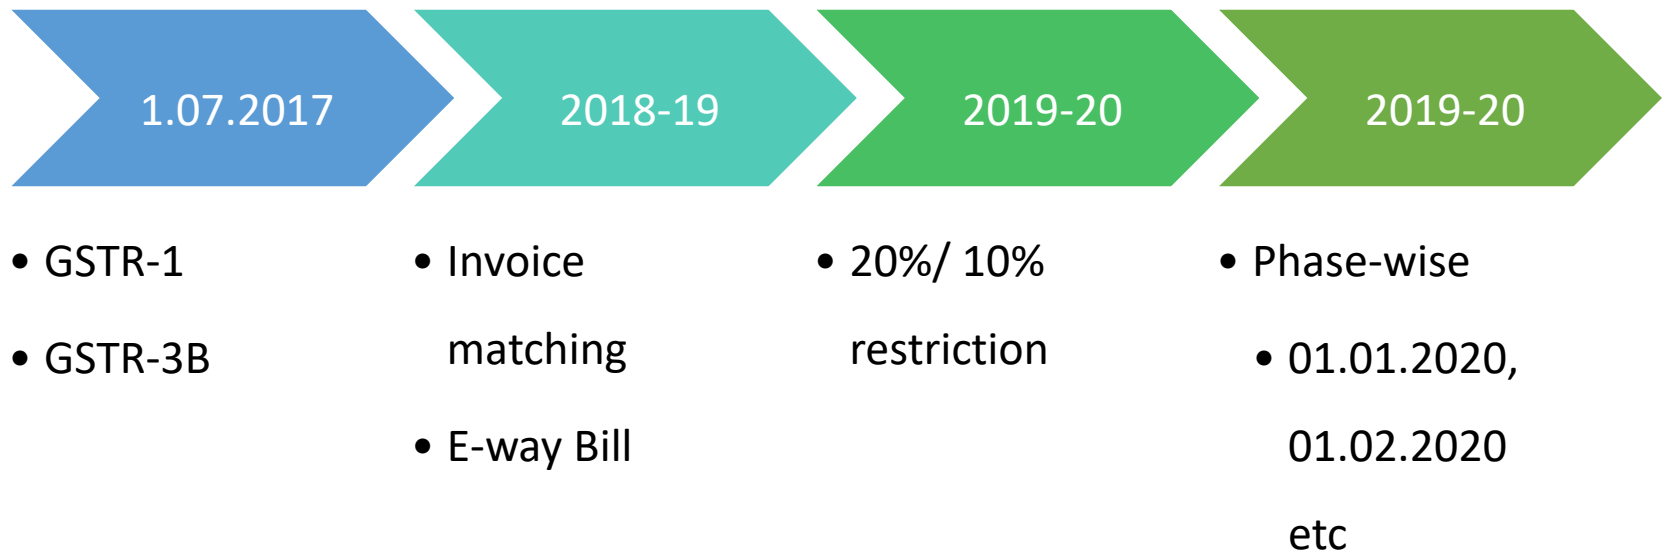 1.07.2017
• GSTR-1
• GSTR-3B
2018-19
• Invoice
matching
• E-way Bill
2019-20
• 20%/ 10%
restriction
2019-20
• Phase-wise
• 01.01.2020,
01.02.2020
etc